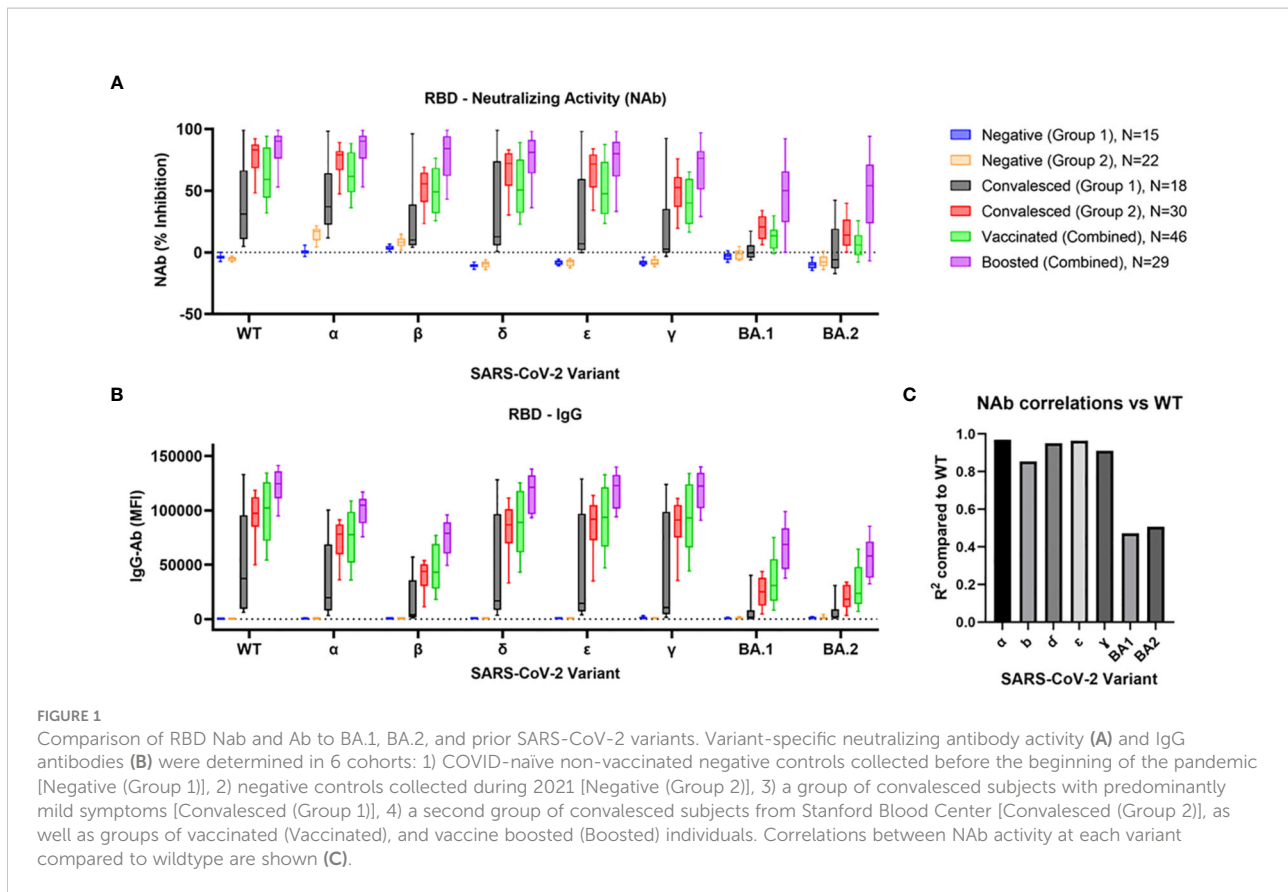 A
RBD - Neutralizing Activity (NAb)
NAb (% Inhibition)
100
50
0
-50
WT α β δ ε γ BA.1 BA.2
SARS-CoV-2 Variant
Negative (Group 1), N=15
Negative (Group 2), N=22
Convalesced (Group 1), N=18
Convalesced (Group 2), N=30
Vaccinated (Combined), N=46
Boosted (Combined), N=29
B
RBD - IgG
IgG-Ab (MFI)
150000
100000
50000
0
WT α β δ ε γ BA.1 BA.2
SARS-CoV-2 Variant
C
NAb correlations vs WT
R² compared to WT
1.0
0.8
0.6
0.4
0.2
0.0
α b d ε γ BA1 BA2
SARS-CoV-2 Variant
FIGURE 1
Comparison of RBD Nab and Ab to BA.1, BA.2, and prior SARS-CoV-2 variants. Variant-specific neutralizing antibody activity (A) and IgG
antibodies (B) were determined in 6 cohorts: 1) COVID-naïve non-vaccinated negative controls collected before the beginning of the pandemic
[Negative (Group 1)], 2) negative controls collected during 2021 [Negative (Group 2)], 3) a group of convalesced subjects with predominantly
mild symptoms [Convalesced (Group 1)], 4) a second group of convalesced subjects from Stanford Blood Center [Convalesced (Group 2)], as
well as groups of vaccinated (Vaccinated), and vaccine boosted (Boosted) individuals. Correlations between NAb activity at each variant
compared to wildtype are shown (C).